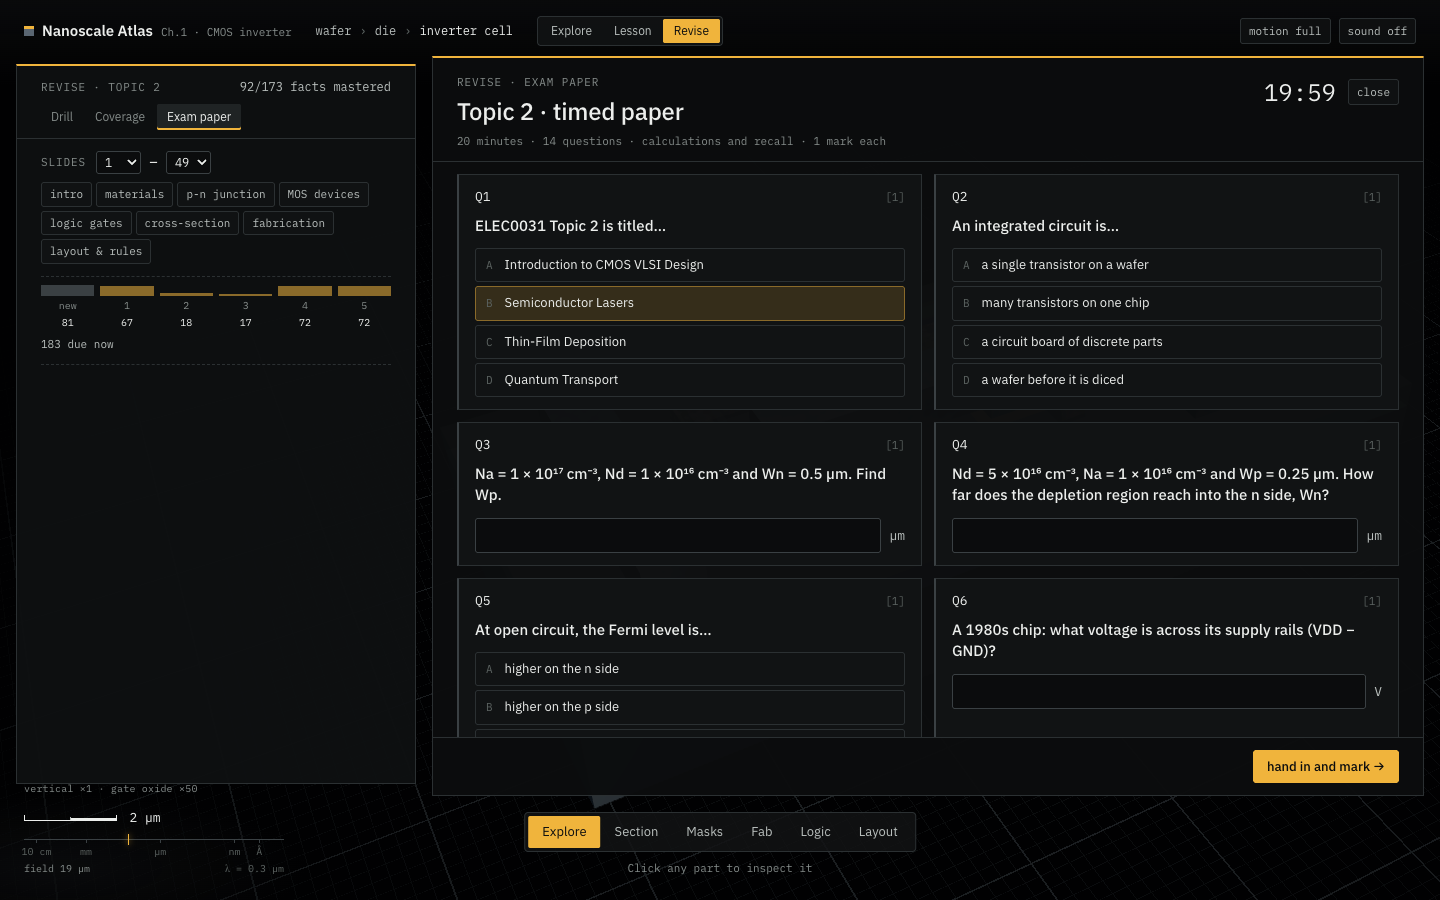 Nanoscale Atlas Ch.1 · CMOS inverter wafer › die › inverter cell Explore Lesson Revise motion full sound off
REVISE · TOPIC 2 92/173 facts mastered
Drill Coverage Exam paper
SLIDES 1 – 49
intro materials p-n junction MOS devices
logic gates cross-section fabrication
layout & rules
new 1 2 3 4 5
81 67 18 17 72 72
183 due now
REVISE · EXAM PAPER
Topic 2 · timed paper
20 minutes · 14 questions · calculations and recall · 1 mark each
19:59 close
Q1 [1]
ELEC0031 Topic 2 is titled…
A Introduction to CMOS VLSI Design
B Semiconductor Lasers
C Thin-Film Deposition
D Quantum Transport
Q2 [1]
An integrated circuit is…
A a single transistor on a wafer
B many transistors on one chip
C a circuit board of discrete parts
D a wafer before it is diced
Q3 [1]
Na = 1 × 10¹⁷ cm⁻³, Nd = 1 × 10¹⁶ cm⁻³ and Wn = 0.5 µm. Find
Wp.
µm
Q4 [1]
Nd = 5 × 10¹⁶ cm⁻³, Na = 1 × 10¹⁶ cm⁻³ and Wp = 0.25 µm. How
far does the depletion region reach into the n side, Wn?
µm
Q5 [1]
At open circuit, the Fermi level is…
A higher on the n side
B higher on the p side
Q6 [1]
A 1980s chip: what voltage is across its supply rails (VDD −
GND)?
V
hand in and mark →
vertical ×1 · gate oxide ×50
2 µm
10 cm mm µm nm Å
field 19 µm λ = 0.3 µm
Explore Section Masks Fab Logic Layout
Click any part to inspect it